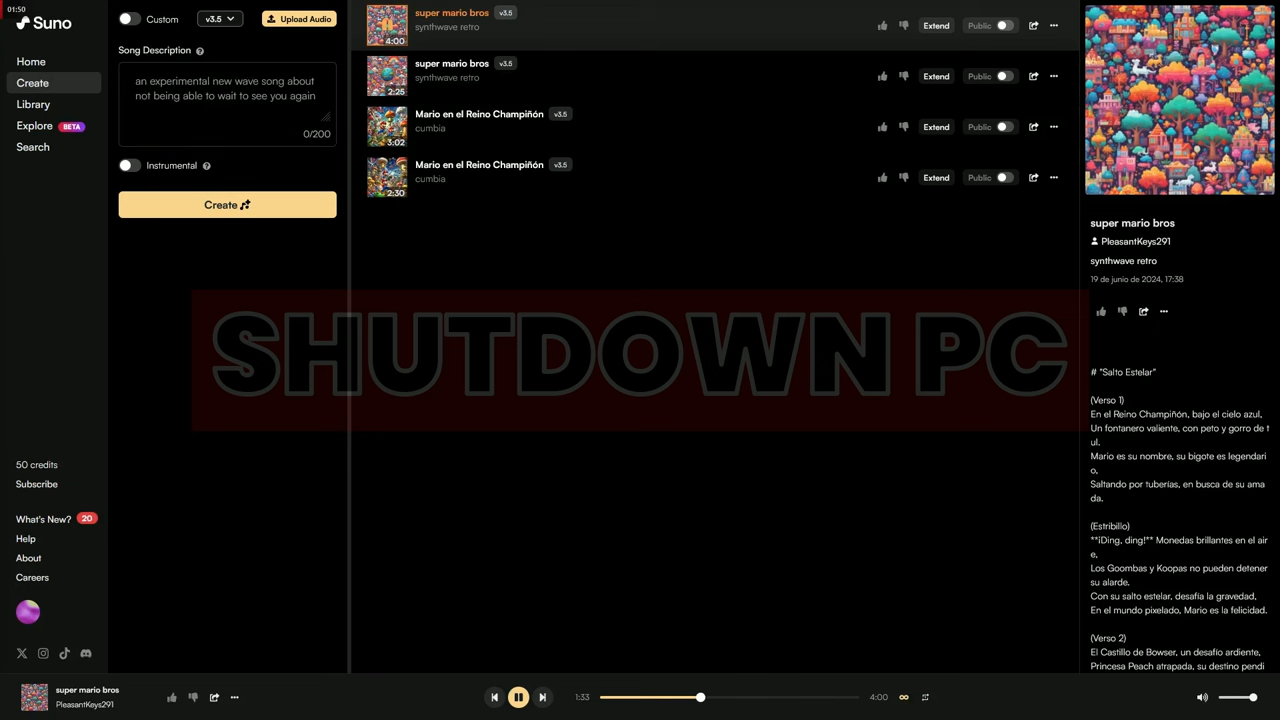 01:50
Suno
Home
Create
Library
Explore BETA
Search
50 credits
Subscribe
What's New? 20
Help
About
Careers
Custom
v3.5
Upload Audio
Song Description
an experimental new wave song about
not being able to wait to see you again
0/200
Instrumental
Create
super mario bros v3.5
synthwave retro
4:00
Extend
Public
super mario bros v3.5
synthwave retro
2:25
Extend
Public
Mario en el Reino Champiñón v3.5
cumbia
3:02
Extend
Public
Mario en el Reino Champiñón v3.5
cumbia
2:30
Extend
Public
SHUTDOWN PC
super mario bros
PleasantKeys291
synthwave retro
19 de junio de 2024, 17:38
# "Salto Estelar"
(Verso 1)
En el Reino Champiñón, bajo el cielo azul,
Un fontanero valiente, con peto y gorro de t
ul.
Mario es su nombre, su bigote es legendari
o,
Saltando por tuberías, en busca de su ama
da.
(Estribillo)
**¡Ding, ding!** Monedas brillantes en el air
e,
Los Goombas y Koopas no pueden detener
su alarde.
Con su salto estelar, desafía la gravedad,
En el mundo pixelado, Mario es la felicidad.
(Verso 2)
El Castillo de Bowser, un desafío ardiente,
Princesa Peach atrapada, su destino pendi
super mario bros
PleasantKeys291
1:33
4:00